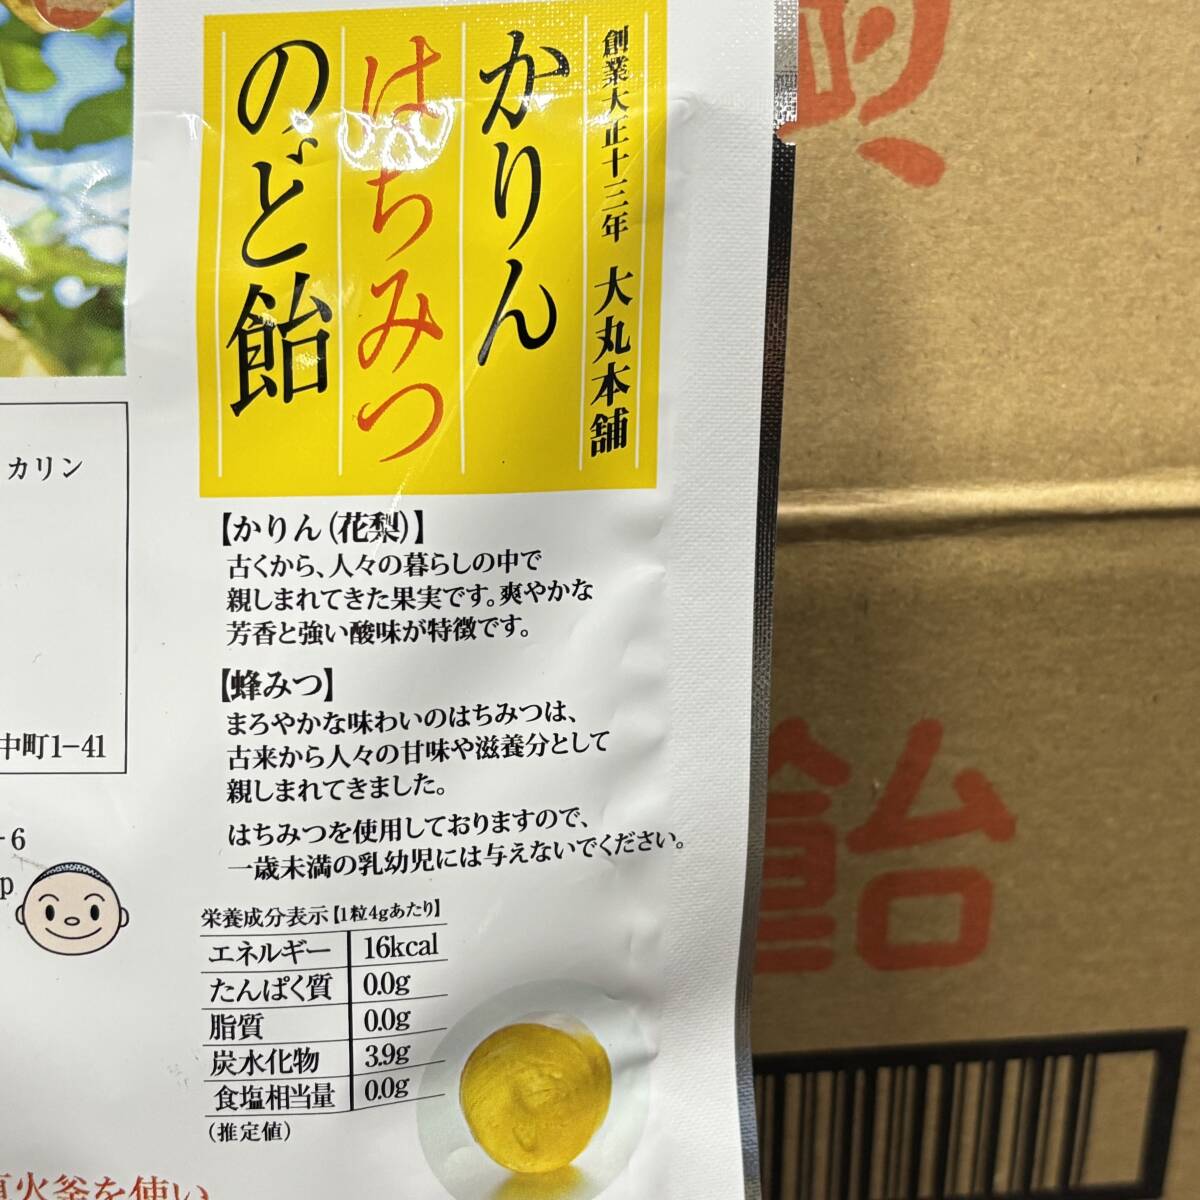 創業大正十三年 大丸本舗
かりん
はちみつ
のど飴
カリン
中町1-41
-6
p
【かりん(花梨)】
古くから、人々の暮らしの中で
親しまれてきた果実です。爽やかな
芳香と強い酸味が特徴です。
【蜂みつ】
まろやかな味わいのはちみつは、
古来から人々の甘味や滋養分として
親しまれてきました。
はちみつを使用しておりますので、
一歳未満の乳幼児には与えないでください。
栄養成分表示【1粒4gあたり】
エネルギー 16kcal
たんぱく質 0.0g
脂質 0.0g
炭水化物 3.9g
食塩相当量 0.0g
(推定値)
直火釜を使い
飴